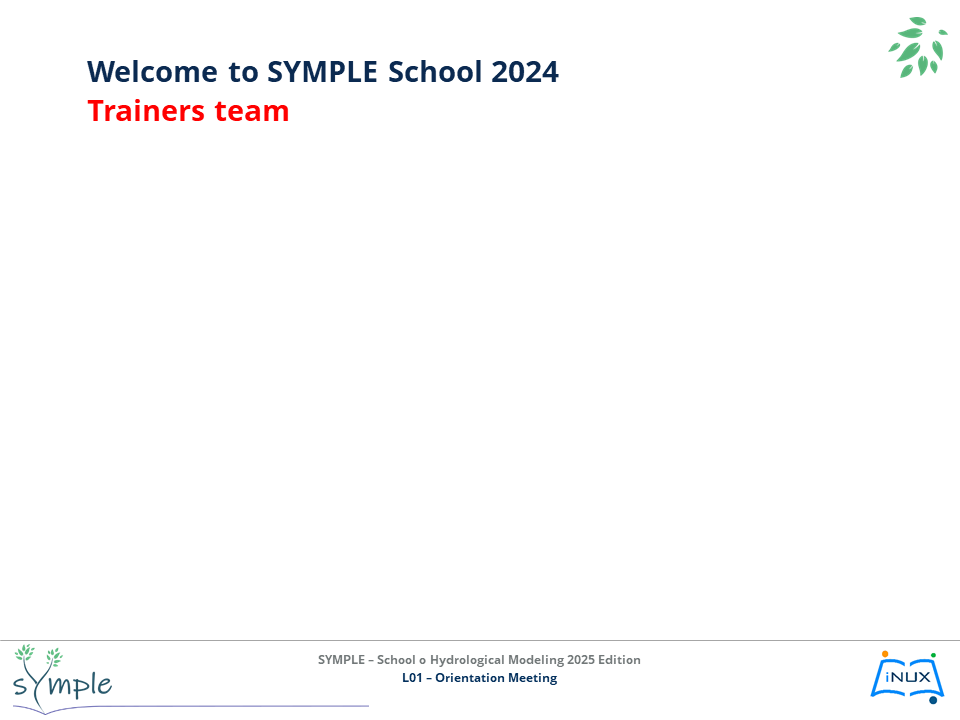 Welcome to SYMPLE School 2024
Trainers team
SYMPLE – School o Hydrological Modeling 2025 Edition
L01 – Orientation Meeting
symple
iNUX